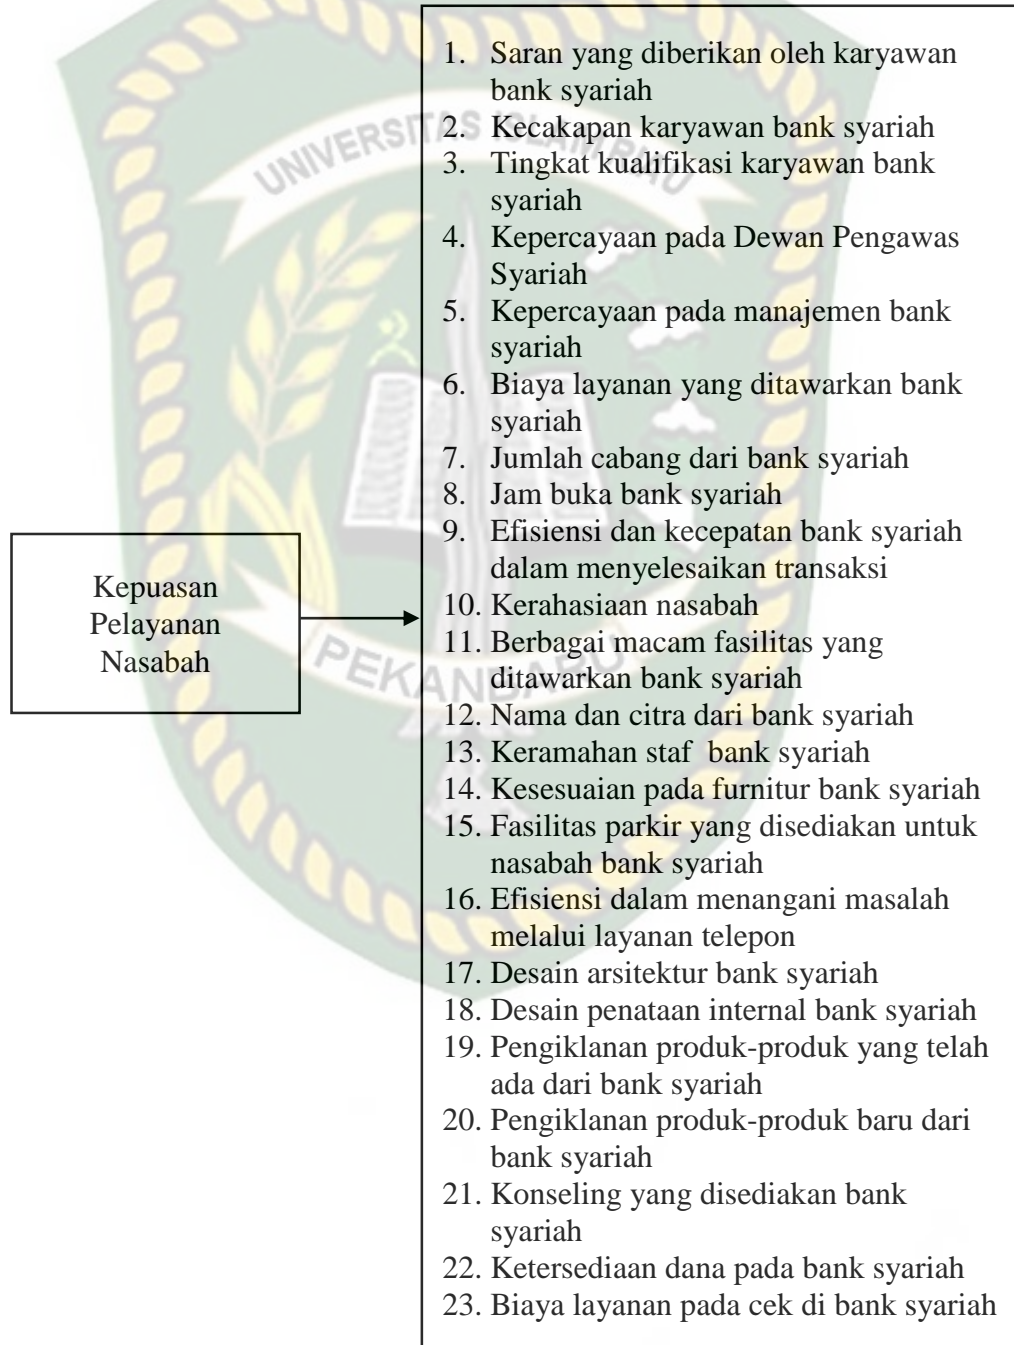 1. Saran yang diberikan oleh karyawan
bank syariah
2. Kecakapan karyawan bank syariah
3. Tingkat kualifikasi karyawan bank
syariah
4. Kepercayaan pada Dewan Pengawas
Syariah
5. Kepercayaan pada manajemen bank
syariah
6. Biaya layanan yang ditawarkan bank
syariah
7. Jumlah cabang dari bank syariah
8. Jam buka bank syariah
9. Efisiensi dan kecepatan bank syariah
dalam menyelesaikan transaksi
10. Kerahasiaan nasabah
11. Berbagai macam fasilitas yang
ditawarkan bank syariah
12. Nama dan citra dari bank syariah
13. Keramahan staf bank syariah
14. Kesesuaian pada furnitur bank syariah
15. Fasilitas parkir yang disediakan untuk
nasabah bank syariah
16. Efisiensi dalam menangani masalah
melalui layanan telepon
17. Desain arsitektur bank syariah
18. Desain penataan internal bank syariah
19. Pengiklanan produk-produk yang telah
ada dari bank syariah
20. Pengiklanan produk-produk baru dari
bank syariah
21. Konseling yang disediakan bank
syariah
22. Ketersediaan dana pada bank syariah
23. Biaya layanan pada cek di bank syariah
Kepuasan
Pelayanan
Nasabah
UNIVERSITAS ISLAM RIAU
PEKANBARU